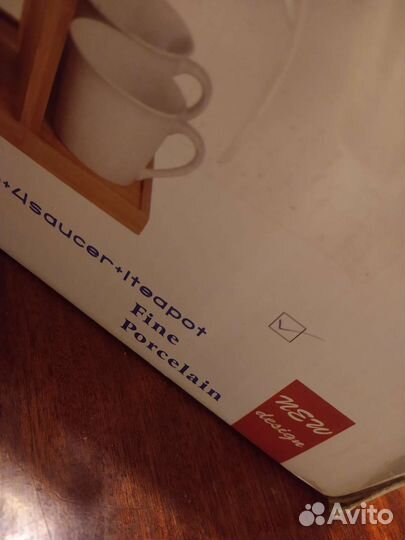 +4saucer+1teapot
Fine
Porcelain
NEW
design
Avito